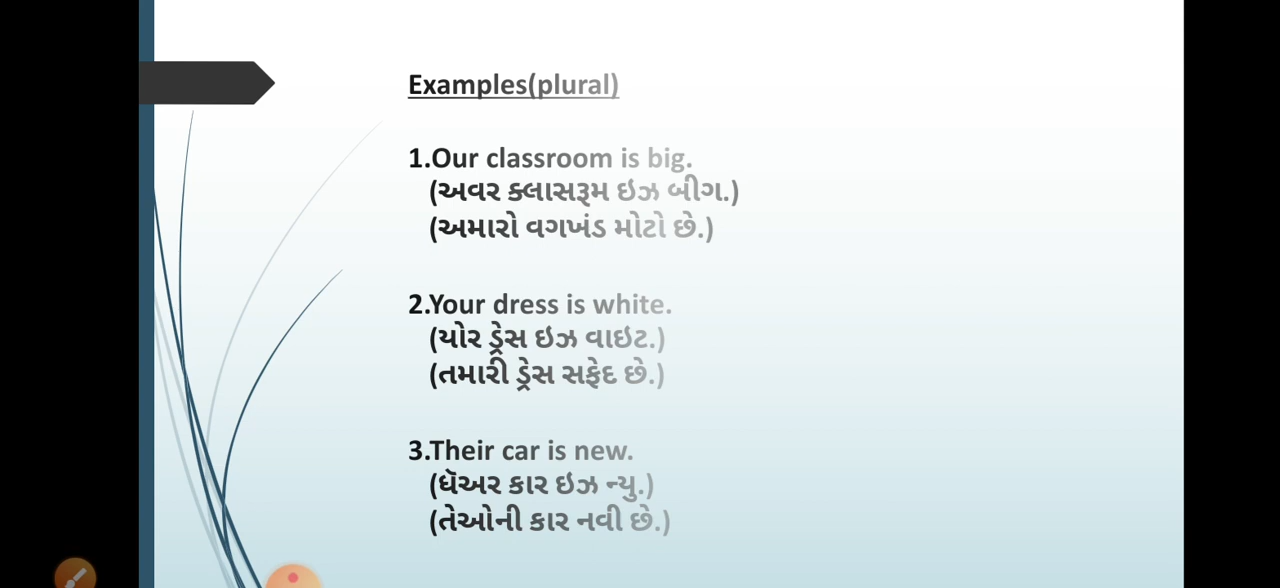 Examples(plural)
1.Our classroom is big.
(અવર ક્લાસરૂમ ઇઝ બીગ.)
(અમારો વગખંડ મોટો છે.)
2.Your dress is white.
(યોર ડ્રેસ ઇઝ વાઇટ.)
(તમારી ડ્રેસ સફેદ છે.)
3.Their car is new.
(ધૅઅર કાર ઇઝ ન્યુ.)
(તેઓની કાર નવી છે.)